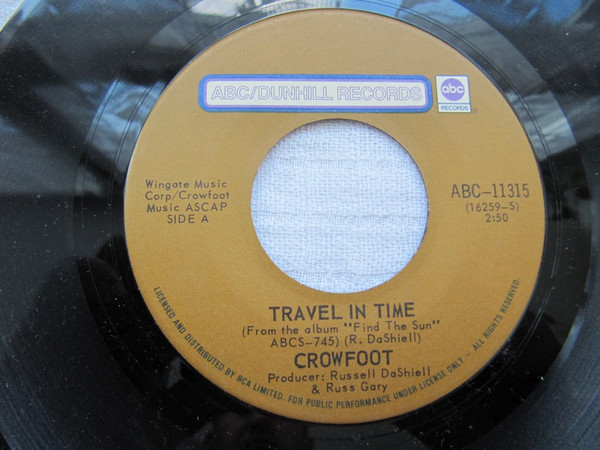 ABC/DUNHILL RECORDS
abc
RECORDS
Wingate Music
Corp/Crowfoot
Music ASCAP
SIDE A
ABC-11315
(16259-S)
2:50
TRAVEL IN TIME
(From the album "Find The Sun"
ABCS-745) (R. DaShiell)
CROWFOOT
Producer: Russell DaShiell
& Russ Gary
LICENSED AND DISTRIBUTED BY RCA LIMITED. FOR PUBLIC PERFORMANCE UNDER LICENSE ONLY - ALL RIGHTS RESERVED.